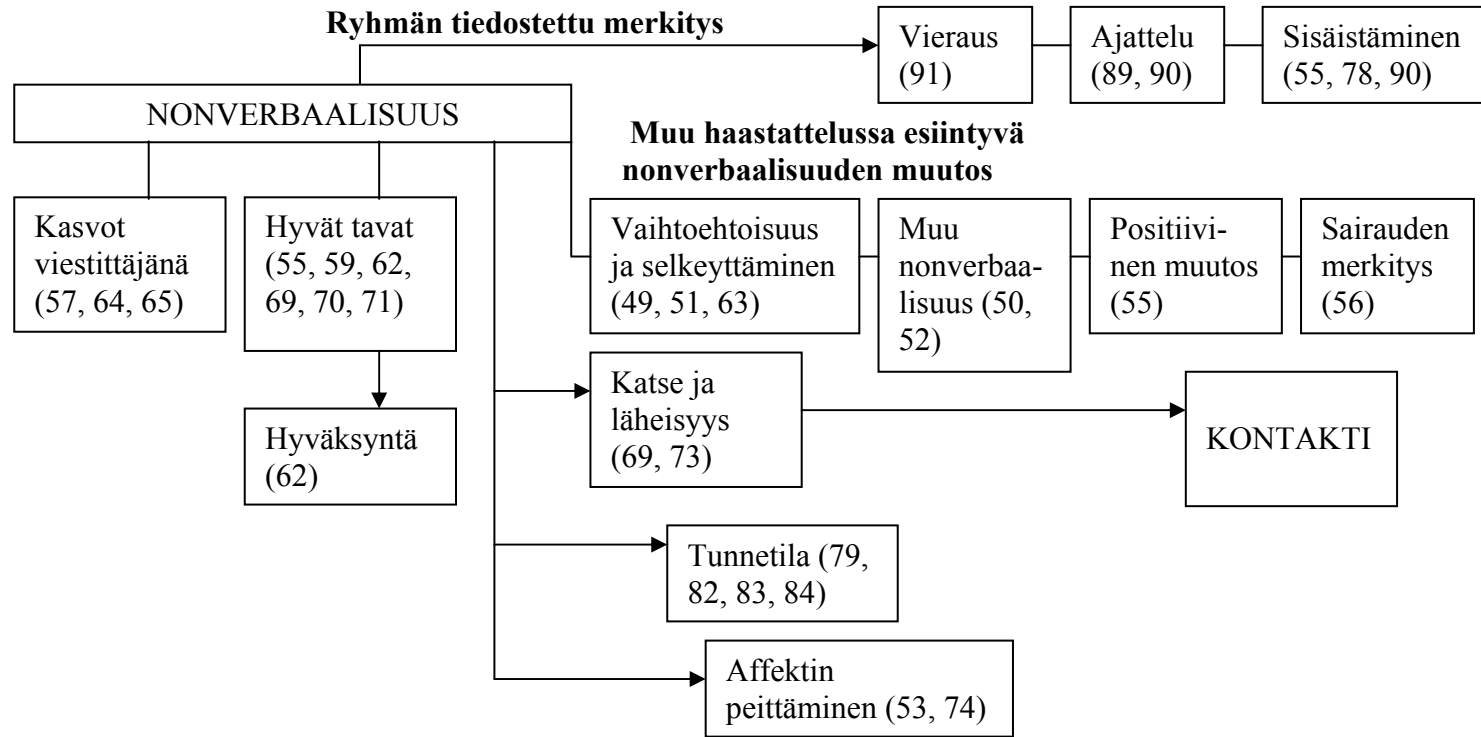 Ryhmän tiedostettu merkitys
Vieraus
(91)
Ajattelu
(89, 90)
Sisäistäminen
(55, 78, 90)
NONVERBAALISUUS
Muu haastattelussa esiintyvä
nonverbaalisuuden muutos
Kasvot
viestittäjänä
(57, 64, 65)
Hyvät tavat
(55, 59, 62,
69, 70, 71)
Vaihtoehtoisuus
ja selkeyttäminen
(49, 51, 63)
Muu
nonverbaa-
lisuus (50,
52)
Positiivi-
nen muutos
(55)
Sairauden
merkitys
(56)
Hyväksyntä
(62)
Katse ja
läheisyys
(69, 73)
KONTAKTI
Tunnetila (79,
82, 83, 84)
Affektin
peittäminen (53, 74)